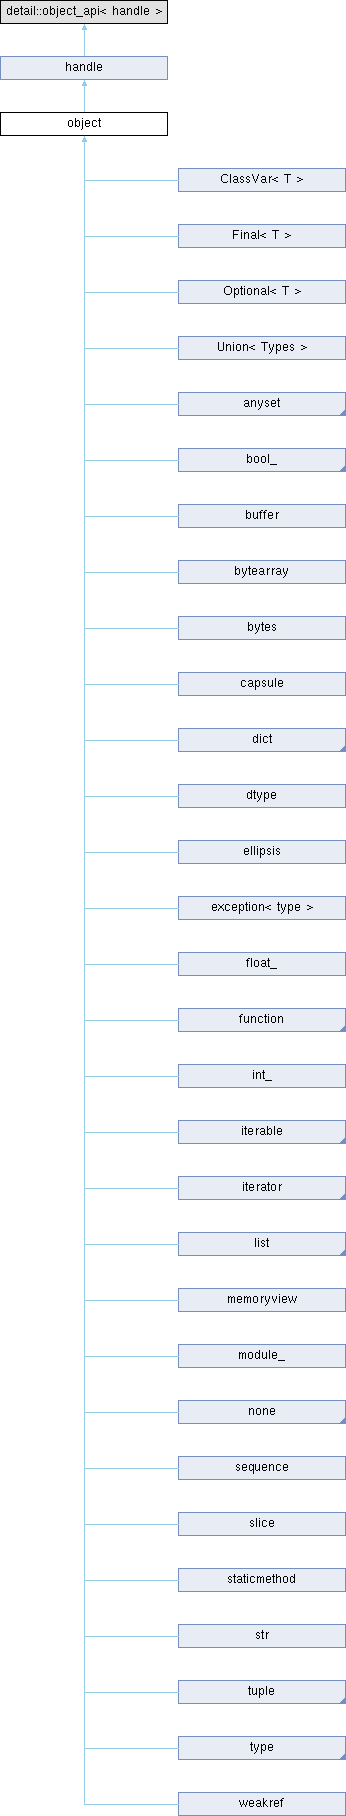 detail::object_api< handle >
handle
object
ClassVar< T >
Final< T >
Optional< T >
Union< Types >
anyset
bool_
buffer
bytearray
bytes
capsule
dict
dtype
ellipsis
exception< type >
float_
function
int_
iterable
iterator
list
memoryview
module_
none
sequence
slice
staticmethod
str
tuple
type
weakref